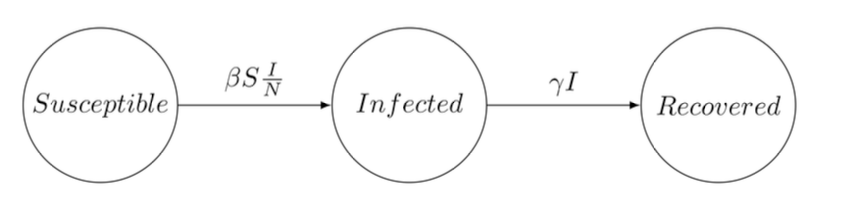 βS I/N
γI
Susceptible
Infected
Recovered